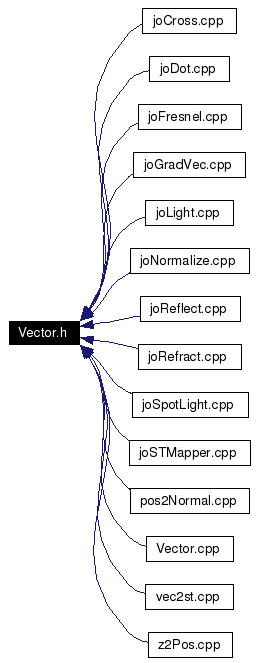 joCross.cpp
joDot.cpp
joFresnel.cpp
joGradVec.cpp
joLight.cpp
joNormalize.cpp
joReflect.cpp
Vector.h
joRefract.cpp
joSpotLight.cpp
joSTMapper.cpp
pos2Normal.cpp
Vector.cpp
vec2st.cpp
z2Pos.cpp